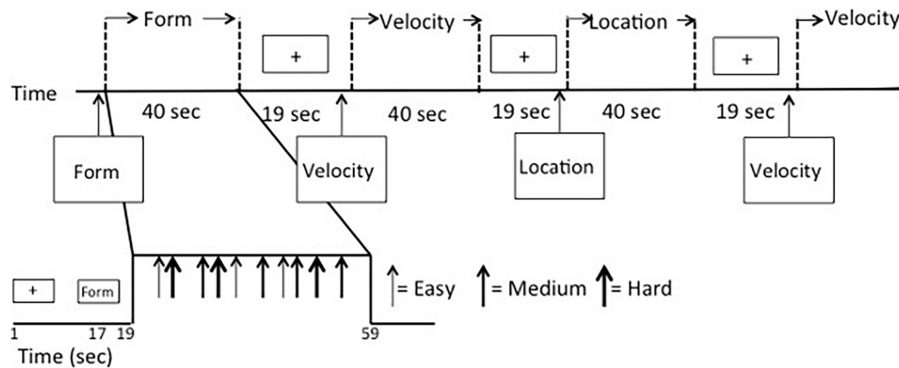 Form Velocity Location Velocity
+ + +
Time
40 sec 19 sec 40 sec 19 sec 40 sec 19 sec
Form Velocity Location Velocity
+ Form = Easy = Medium = Hard
1 17 19 59
Time (sec)